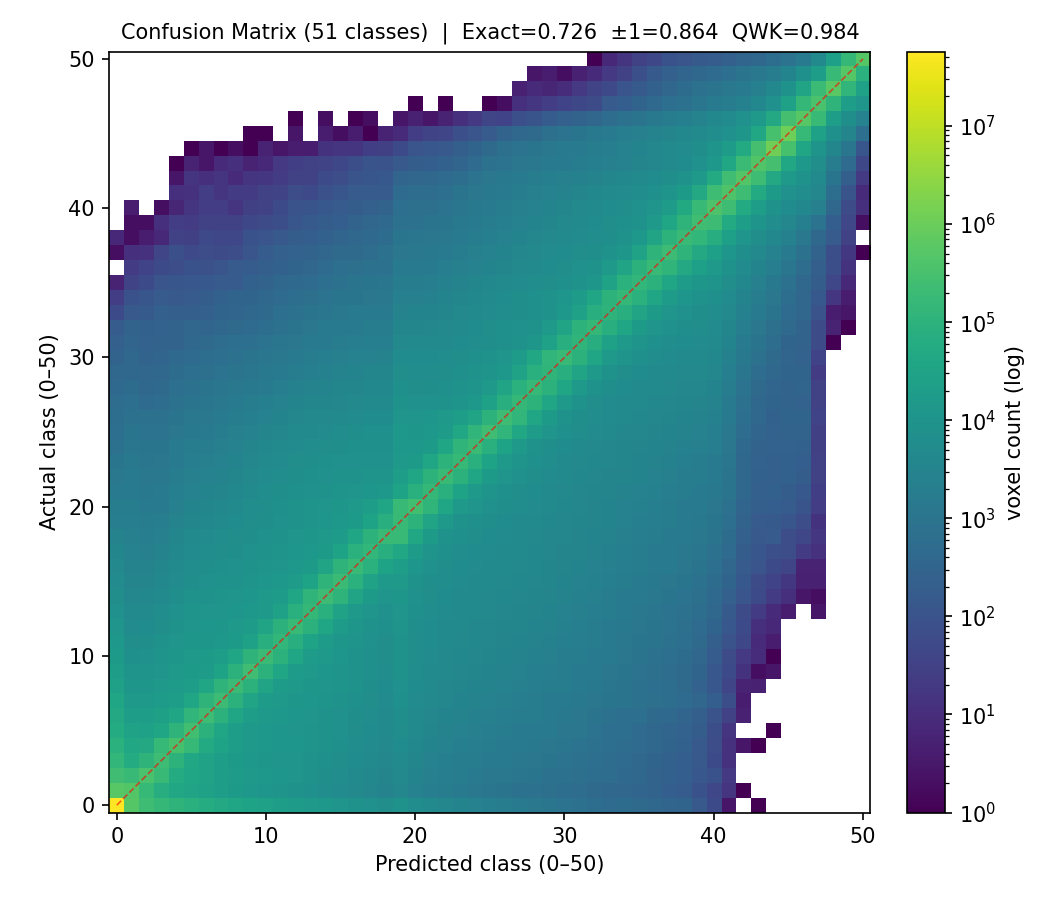 Confusion Matrix (51 classes)  |  Exact=0.726  ±1=0.864  QWK=0.984
50
40
30
20
10
0
Actual class (0–50)
0 10 20 30 40 50
Predicted class (0–50)
10⁷
10⁶
10⁵
10⁴
10³
10²
10¹
10⁰
voxel count (log)